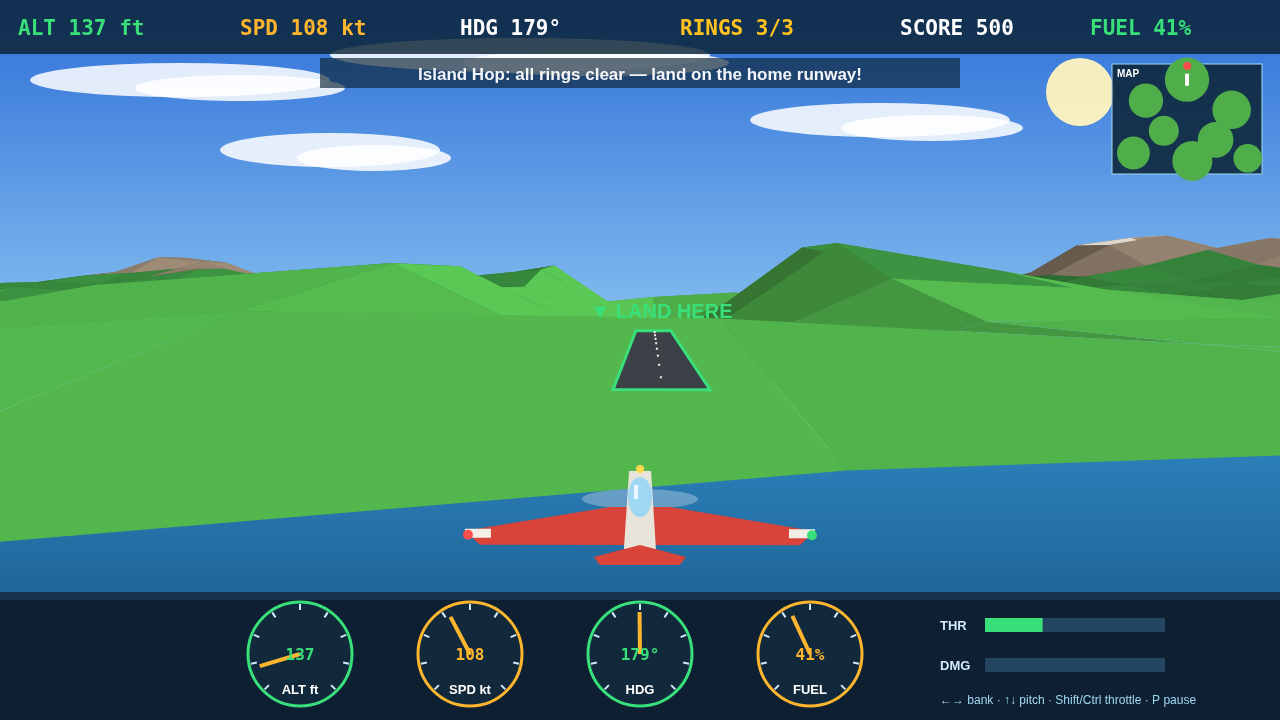 ALT 137 ft SPD 108 kt HDG 179° RINGS 3/3 SCORE 500 FUEL 41%
Island Hop: all rings clear — land on the home runway!
MAP
▼ LAND HERE
137 108 179° 41%
ALT ft SPD kt HDG FUEL
THR
DMG
←→ bank · ↑↓ pitch · Shift/Ctrl throttle · P pause